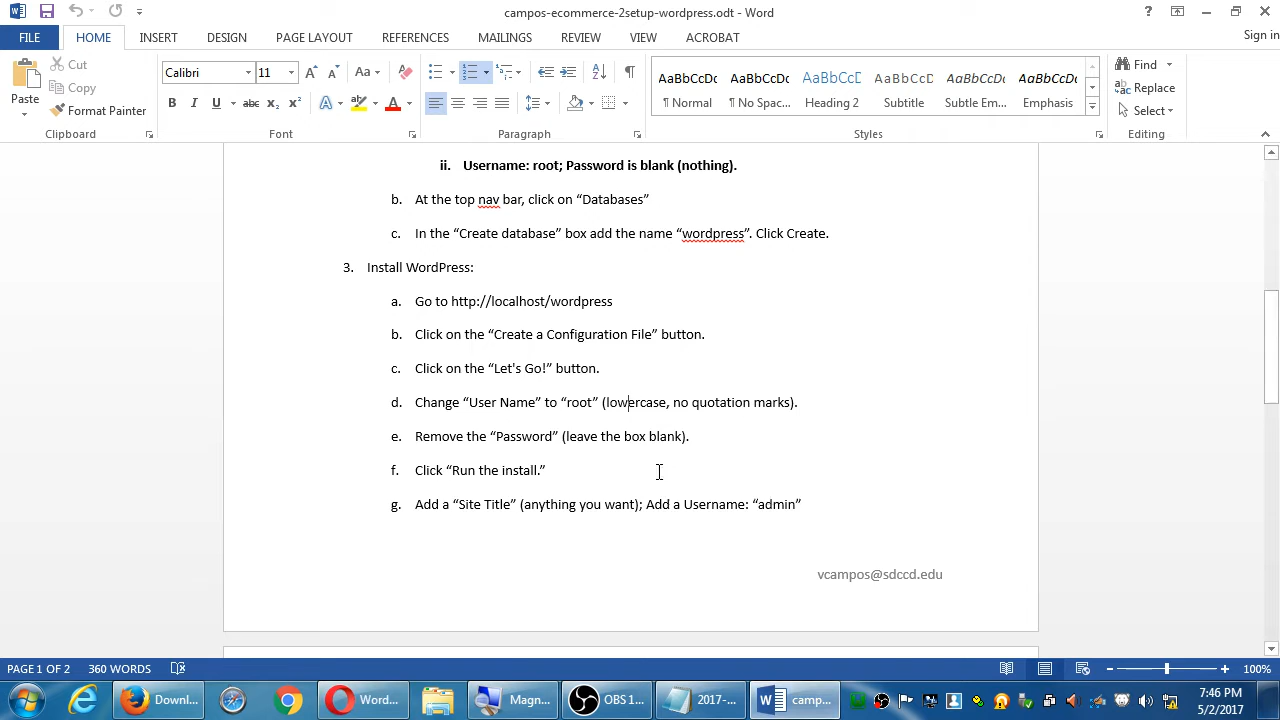 campos-ecommerce-2setup-wordpress.odt - Word
FILE HOME INSERT DESIGN PAGE LAYOUT REFERENCES MAILINGS REVIEW VIEW ACROBAT Sign in
Paste
Cut
Copy
Format Painter
Clipboard
Calibri 11
Font
Paragraph
AaBbCcDc AaBbCcDc AaBbCcD AaBbCcDc AaBbCcDc AaBbCcDc
¶ Normal ¶ No Spac... Heading 2 Subtitle Subtle Em... Emphasis
Styles
Find
Replace
Select
Editing
ii. Username: root; Password is blank (nothing).
b. At the top nav bar, click on “Databases”
c. In the “Create database” box add the name “wordpress”. Click Create.
3. Install WordPress:
a. Go to http://localhost/wordpress
b. Click on the “Create a Configuration File” button.
c. Click on the “Let's Go!” button.
d. Change “User Name” to “root” (lowercase, no quotation marks).
e. Remove the “Password” (leave the box blank).
f. Click “Run the install.”
g. Add a “Site Title” (anything you want); Add a Username: “admin”
vcampos@sdccd.edu
PAGE 1 OF 2 360 WORDS 100%
Downl... Word... Magn... OBS 1... 2017-... camp...
7:46 PM
5/2/2017